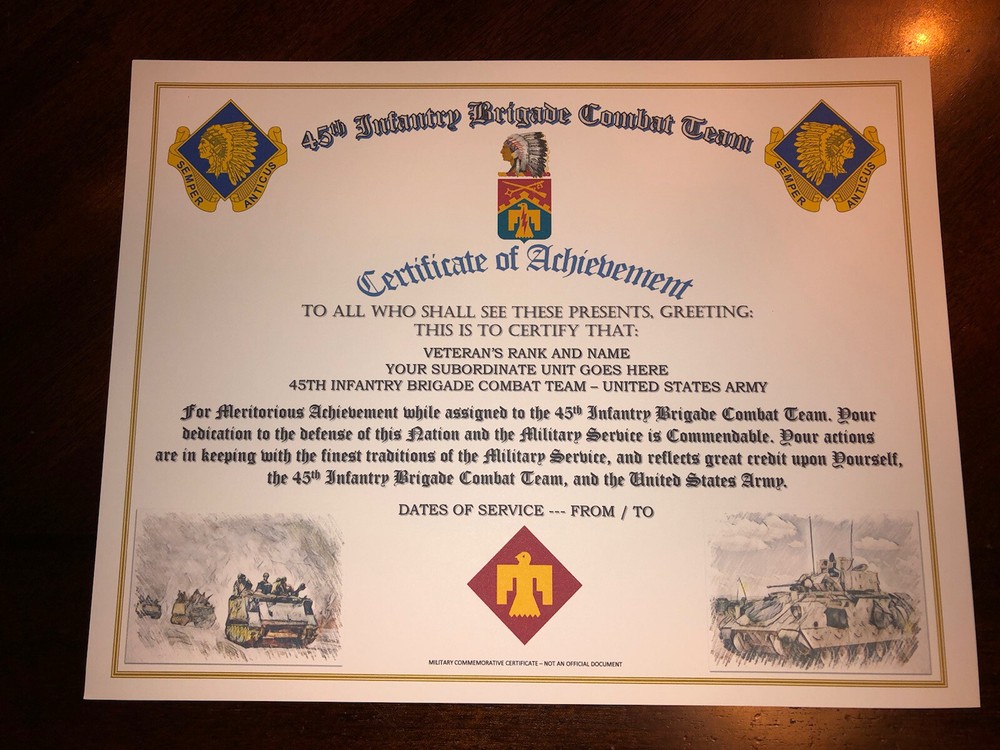 45th Infantry Brigade Combat Team
SEMPER ANTICUS
SEMPER ANTICUS
Certificate of Achievement
TO ALL WHO SHALL SEE THESE PRESENTS, GREETING:
THIS IS TO CERTIFY THAT:
VETERAN'S RANK AND NAME
YOUR SUBORDINATE UNIT GOES HERE
45TH INFANTRY BRIGADE COMBAT TEAM – UNITED STATES ARMY
For Meritorious Achievement while assigned to the 45th Infantry Brigade Combat Team. Your
dedication to the defense of this Nation and the Military Service is Commendable. Your actions
are in keeping with the finest traditions of the Military Service, and reflects great credit upon Yourself,
the 45th Infantry Brigade Combat Team, and the United States Army.
DATES OF SERVICE --- FROM / TO
MILITARY COMMEMORATIVE CERTIFICATE – NOT AN OFFICIAL DOCUMENT